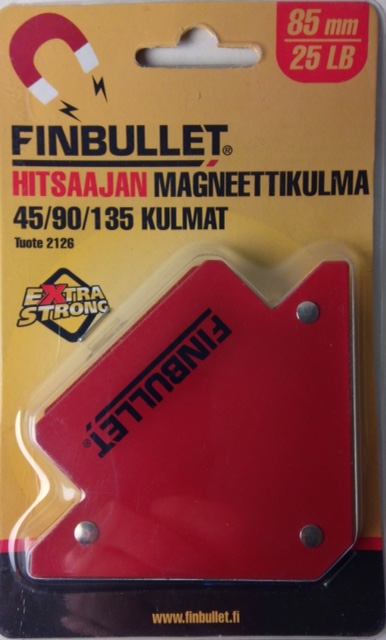 85 mm
25 LB
FINBULLET®
HITSAAJAN MAGNEETTIKULMA
45/90/135 KULMAT
Tuote 2126
EXTRA
STRONG
FINBULLET®
www.finbullet.fi